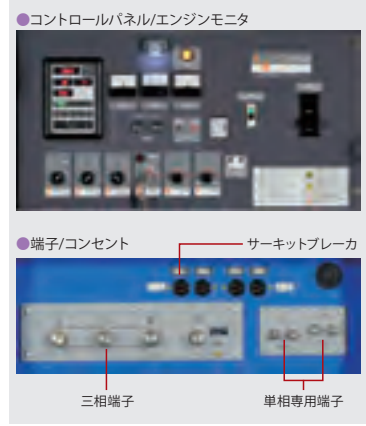 ●コントロールパネル/エンジンモニタ
●端子/コンセント
サーキットブレーカ
三相端子
単相専用端子